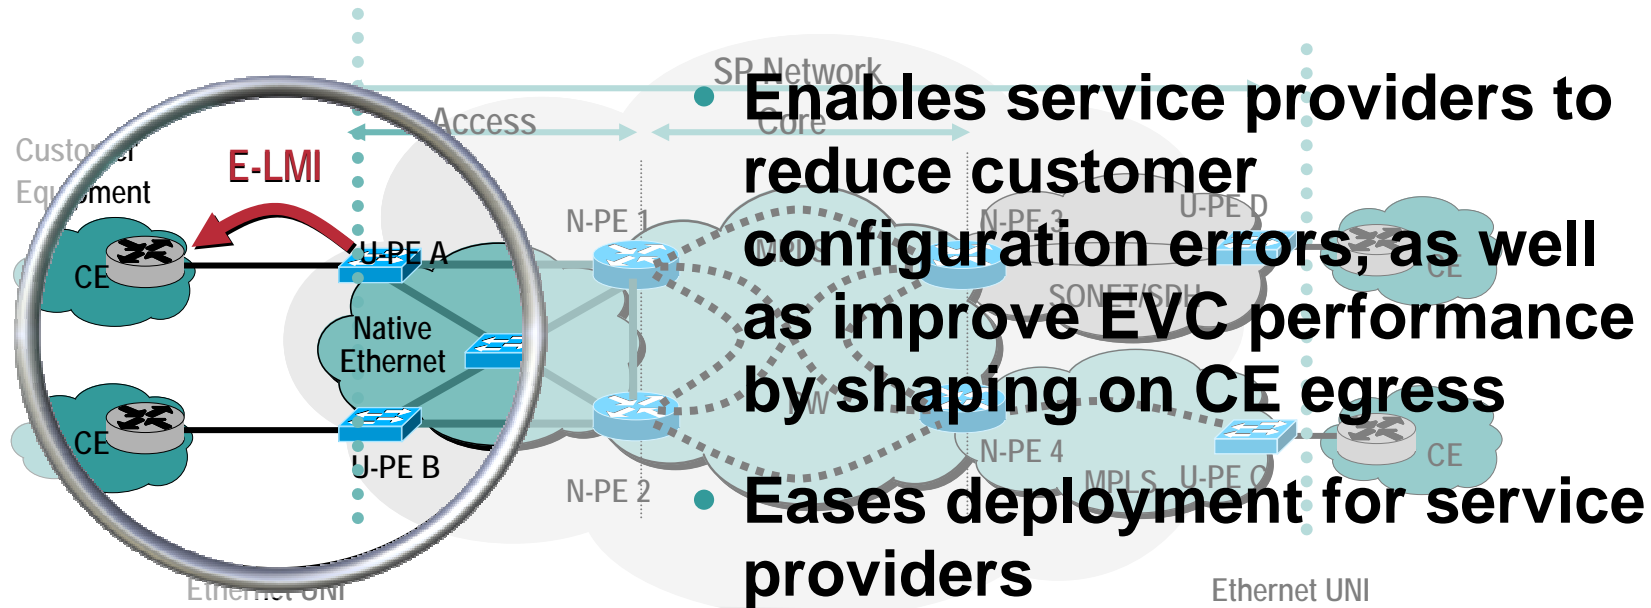 SP Network
Access
Core
Customer
Equipment
E-LMI
• Enables service providers to
reduce customer
configuration errors, as well
as improve EVC performance
by shaping on CE egress
• Eases deployment for service
providers
N-PE 1
MPLS
N-PE 3
U-PE D
CE
U-PE A
SONET/SDH
CE
Native
Ethernet
PW
CE
U-PE B
N-PE 2
N-PE 4
MPLS
U-PE C
CE
Ethernet UNI
Ethernet UNI